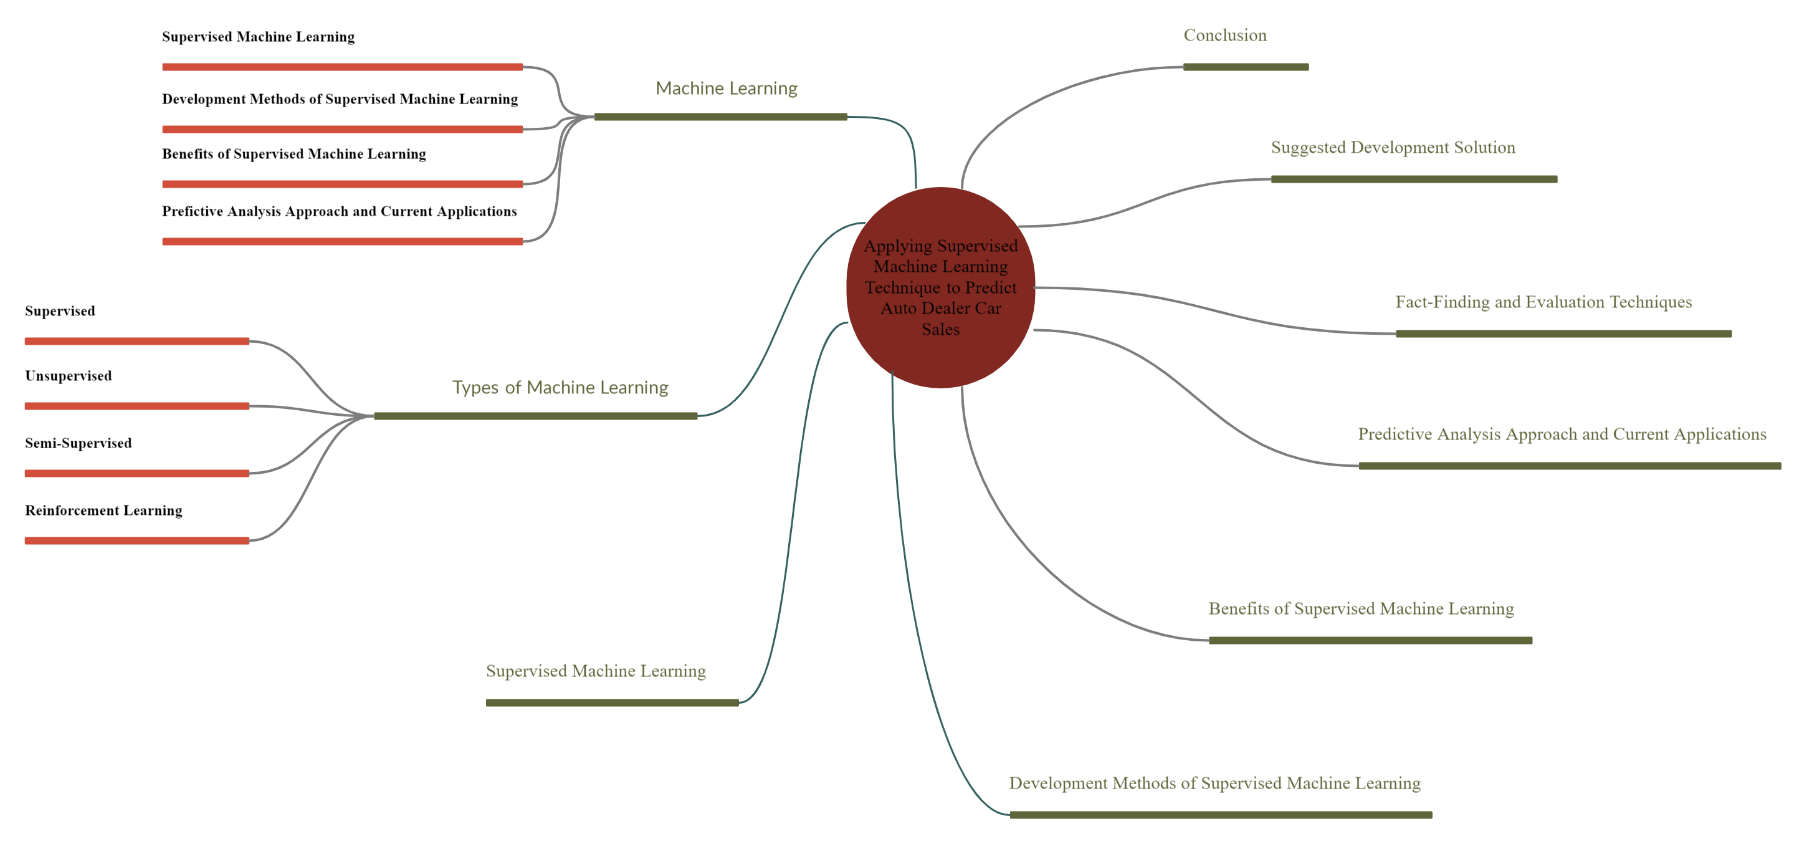 Supervised Machine Learning
Development Methods of Supervised Machine Learning
Benefits of Supervised Machine Learning
Prefictive Analysis Approach and Current Applications
Machine Learning
Supervised
Unsupervised
Semi-Supervised
Reinforcement Learning
Types of Machine Learning
Supervised Machine Learning
Applying Supervised
Machine Learning
Technique to Predict
Auto Dealer Car
Sales
Conclusion
Suggested Development Solution
Fact-Finding and Evaluation Techniques
Predictive Analysis Approach and Current Applications
Benefits of Supervised Machine Learning
Development Methods of Supervised Machine Learning